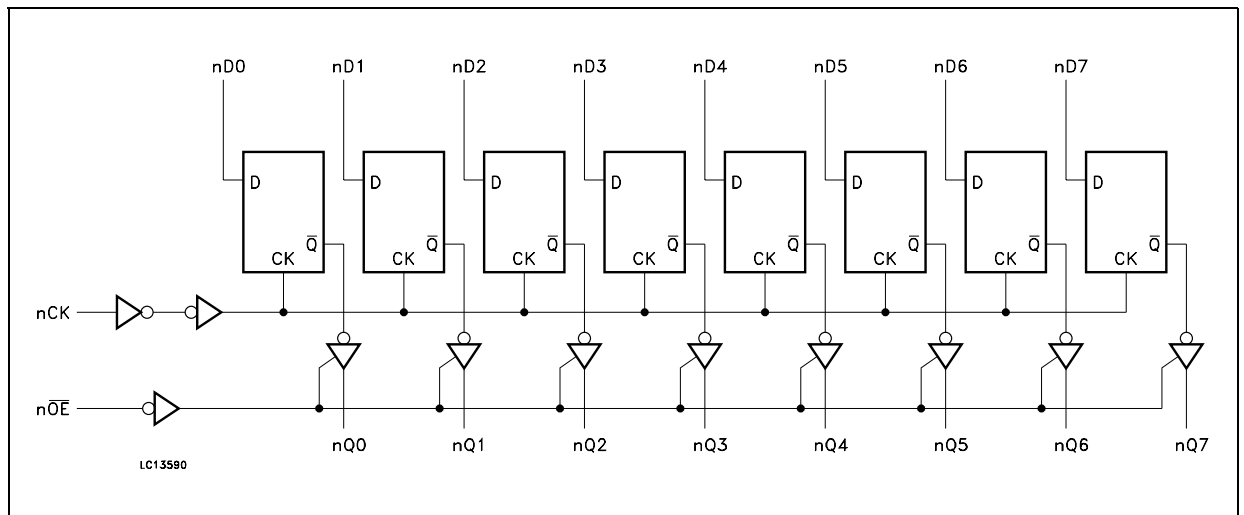 nD0 nD1 nD2 nD3 nD4 nD5 nD6 nD7
D D D D D D D D
Q̅ Q̅ Q̅ Q̅ Q̅ Q̅ Q̅ Q̅
CK CK CK CK CK CK CK CK
nCK
nO̅E̅
nQ0 nQ1 nQ2 nQ3 nQ4 nQ5 nQ6 nQ7
LC13590